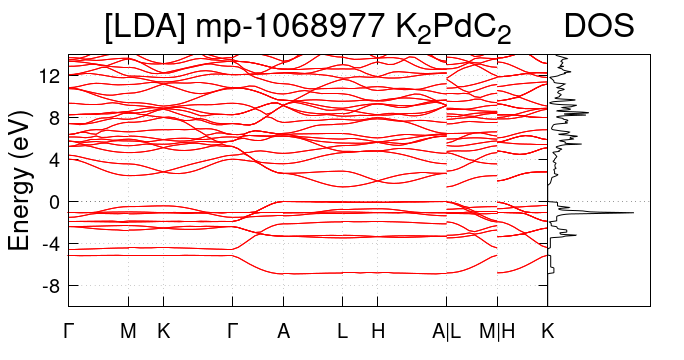 [LDA] mp-1068977 K₂PdC₂ DOS
Energy (eV)
12
8
4
0
-4
-8
Γ M K Γ A L H A|L M|H K